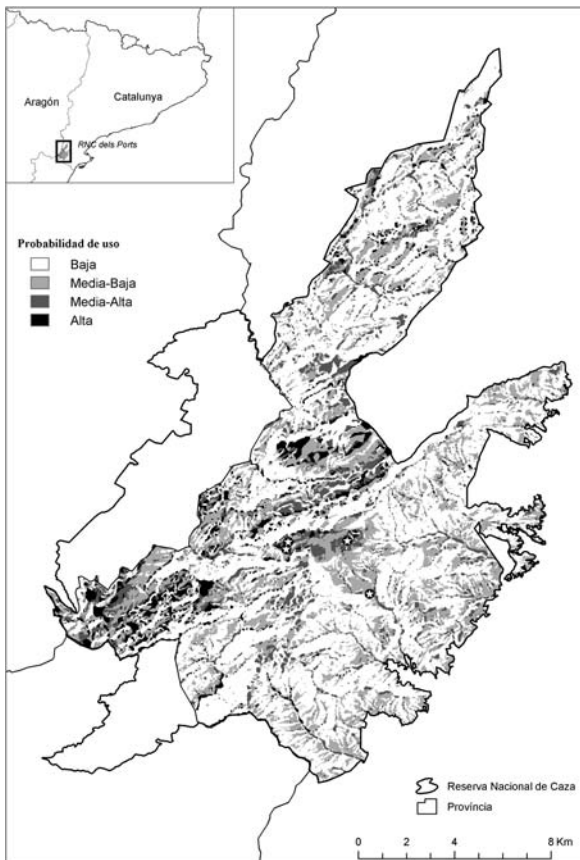 Aragón
Catalunya
RNC dels Ports
Probabilidad de uso
Baja
Media-Baja
Media-Alta
Alta
Reserva Nacional de Caza
Província
0 2 4 8 Km